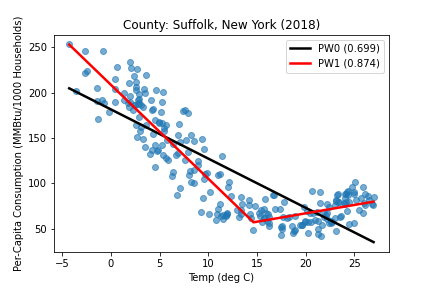 County: Suffolk, New York (2018)
Per-Capita Consumption (MMBtu/1000 Households)
250
200
150
100
50
PW0 (0.699)
PW1 (0.874)
−5 0 5 10 15 20 25
Temp (deg C)